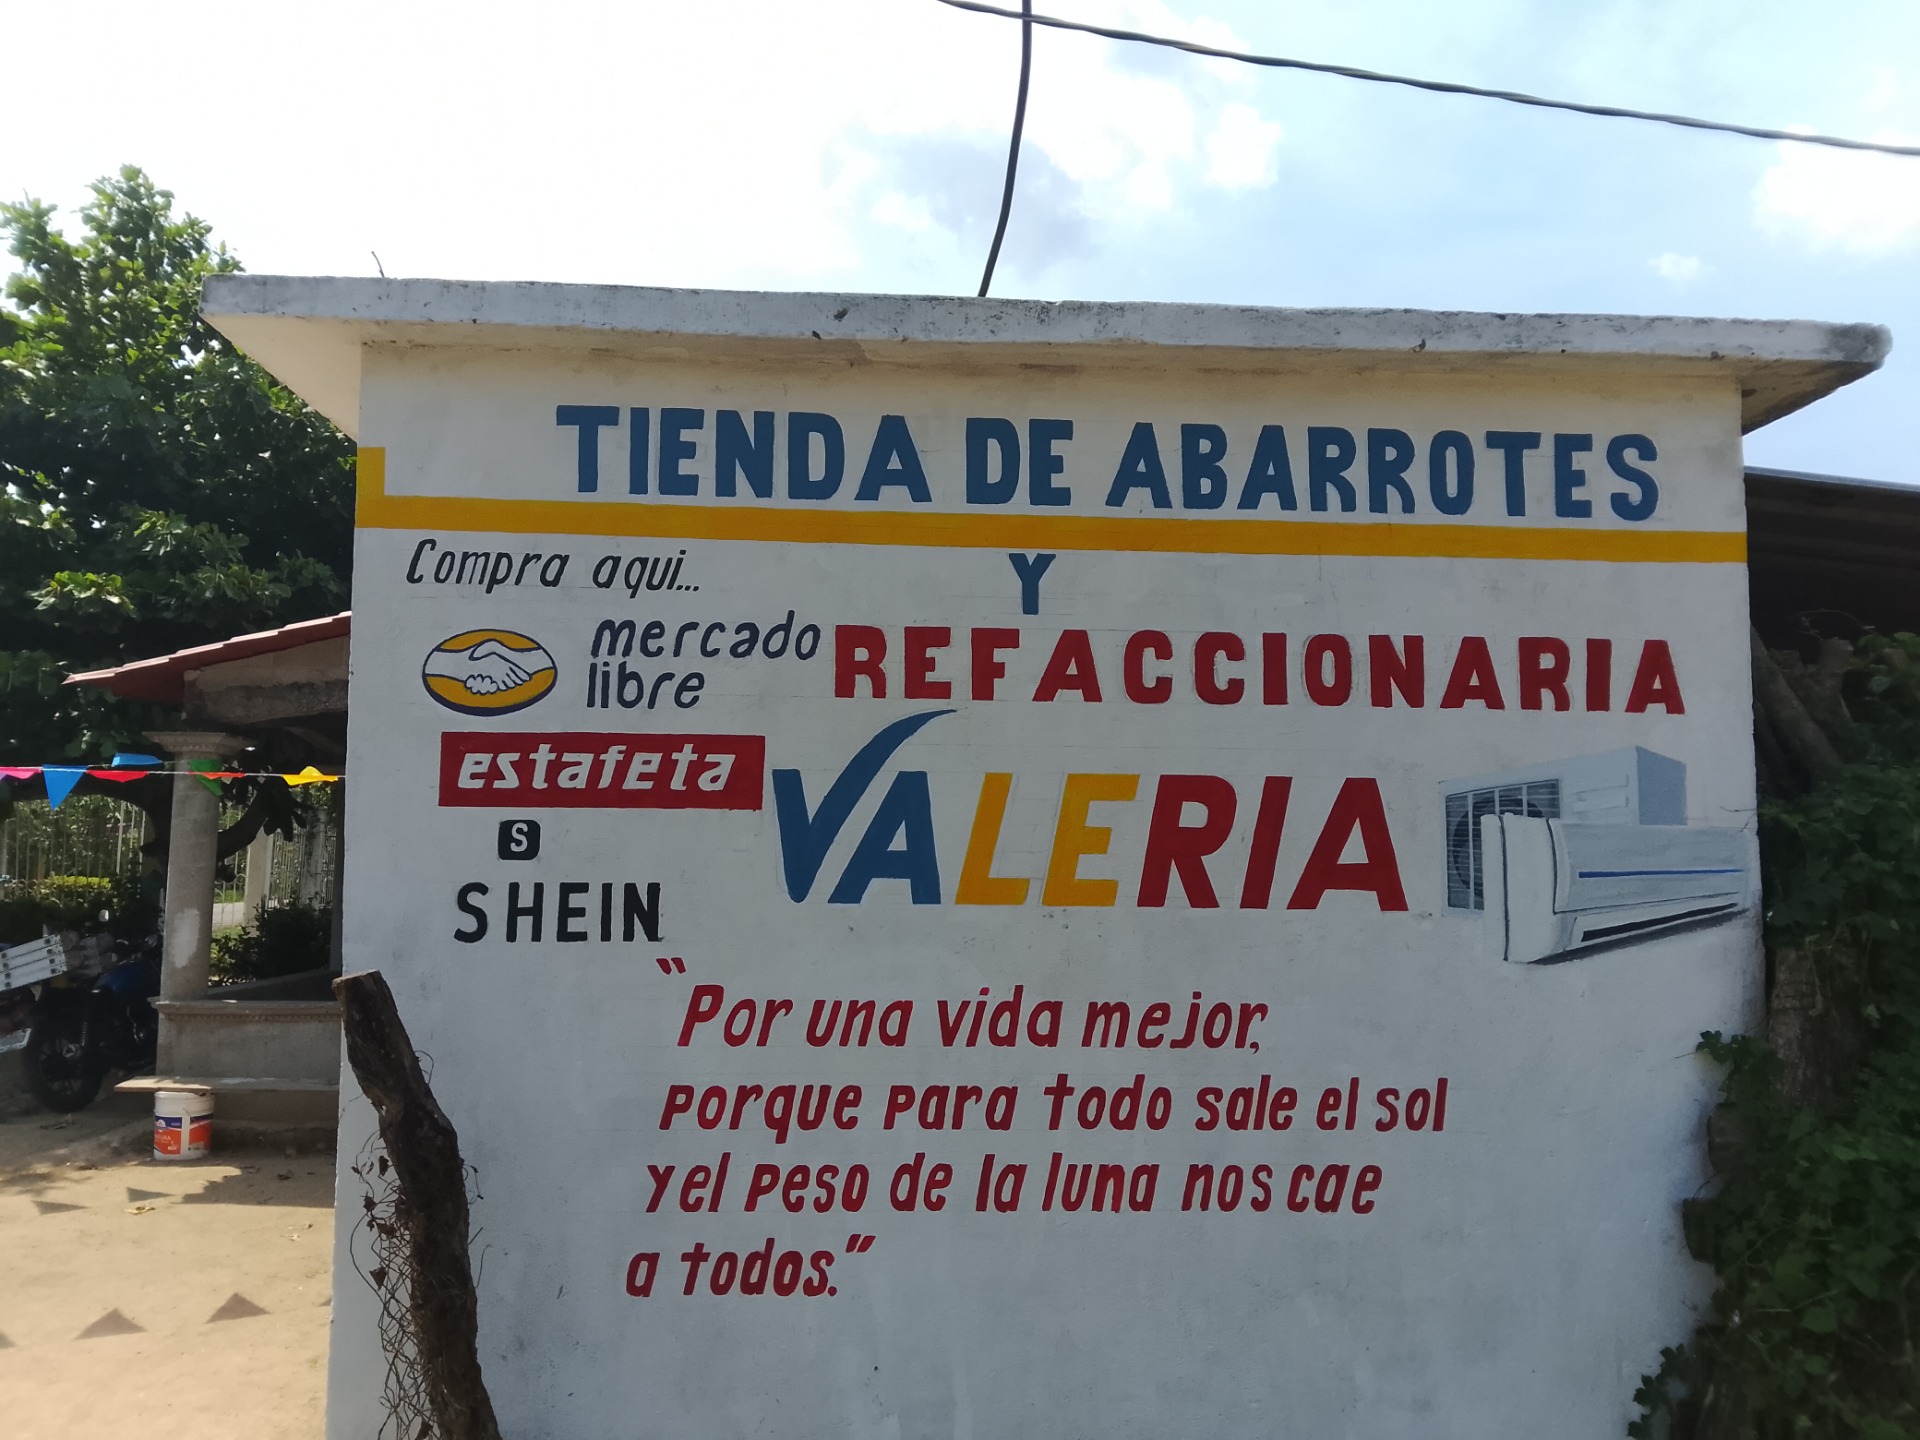 TIENDA DE ABARROTES
Y
REFACCIONARIA
VALERIA
Compra aqui...
mercado
libre
estafeta
S
SHEIN
"Por una vida mejor,
porque para todo sale el sol
y el peso de la luna nos cae
a todos."